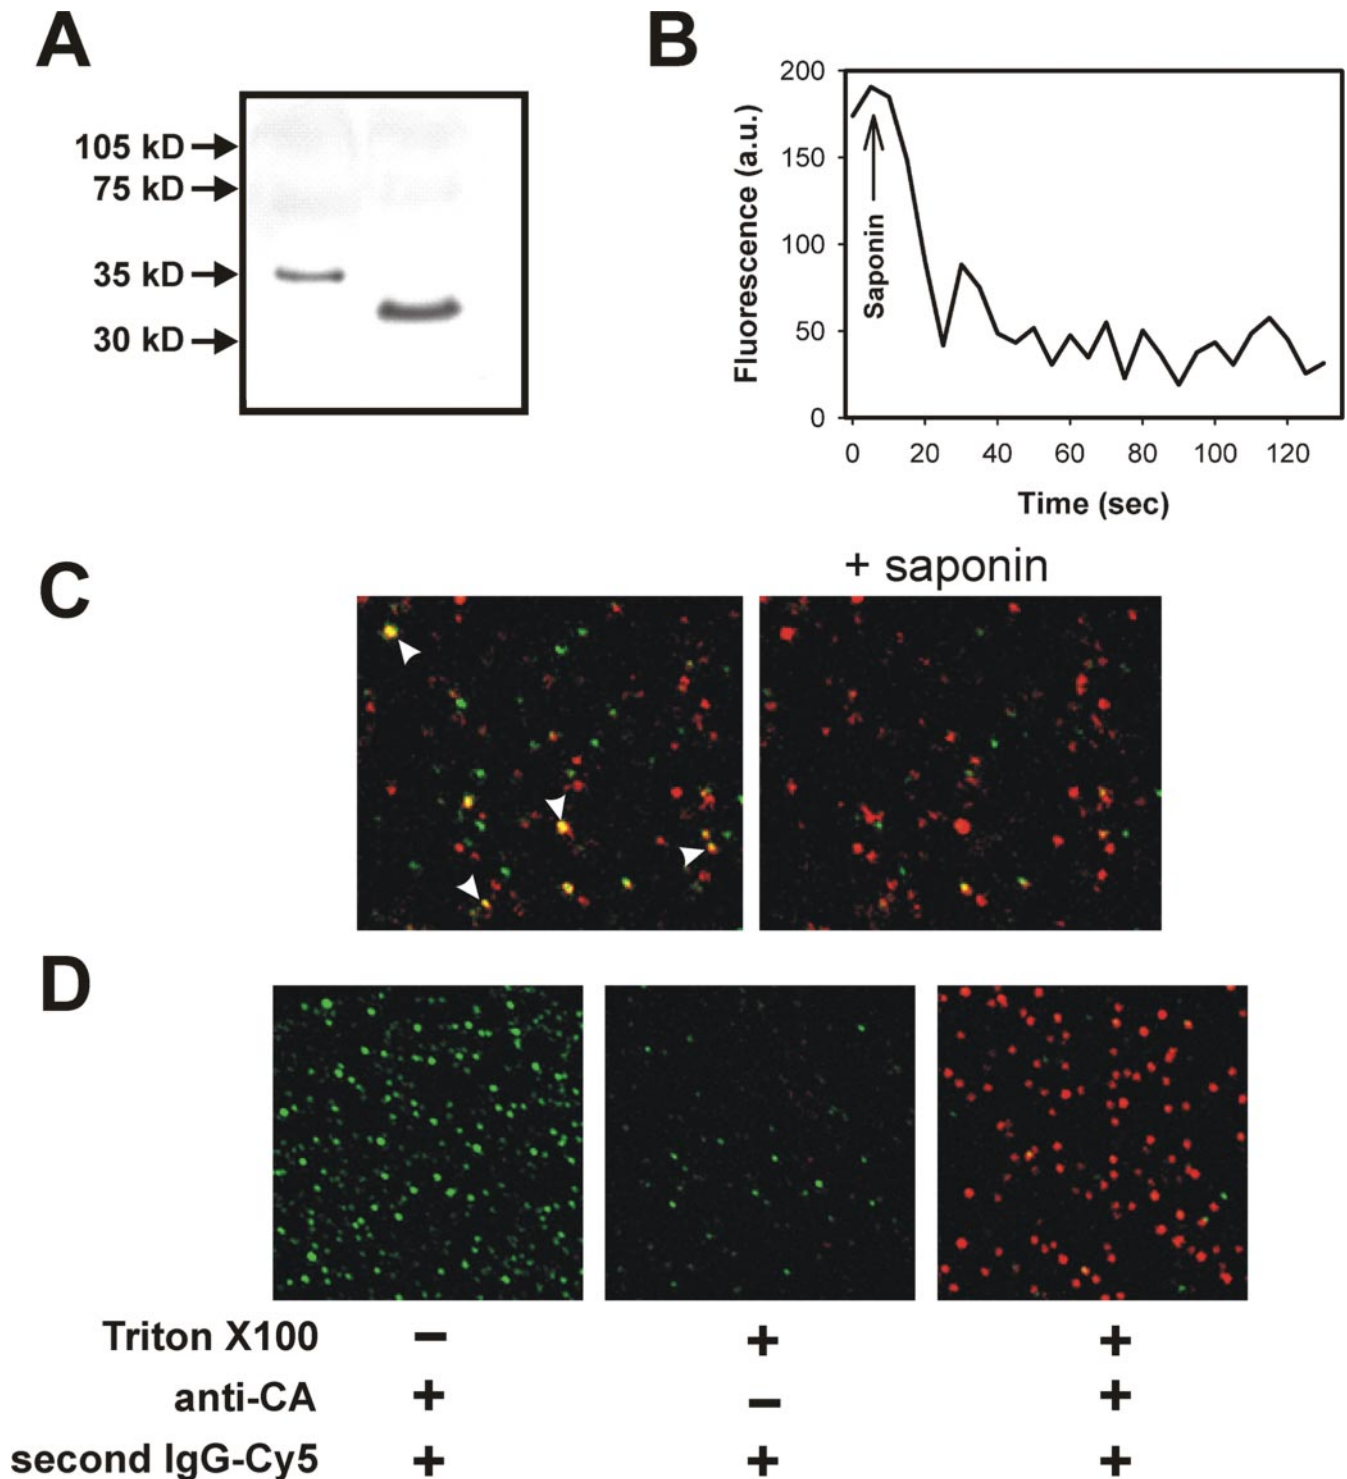 A
105 kD
75 kD
35 kD
30 kD
B
200
150
100
50
0
Fluorescence (a.u.)
Saponin
0 20 40 60 80 100 120
Time (sec)
C
+ saponin
D
Triton X100 – + +
anti-CA + – +
second IgG-Cy5 + + +